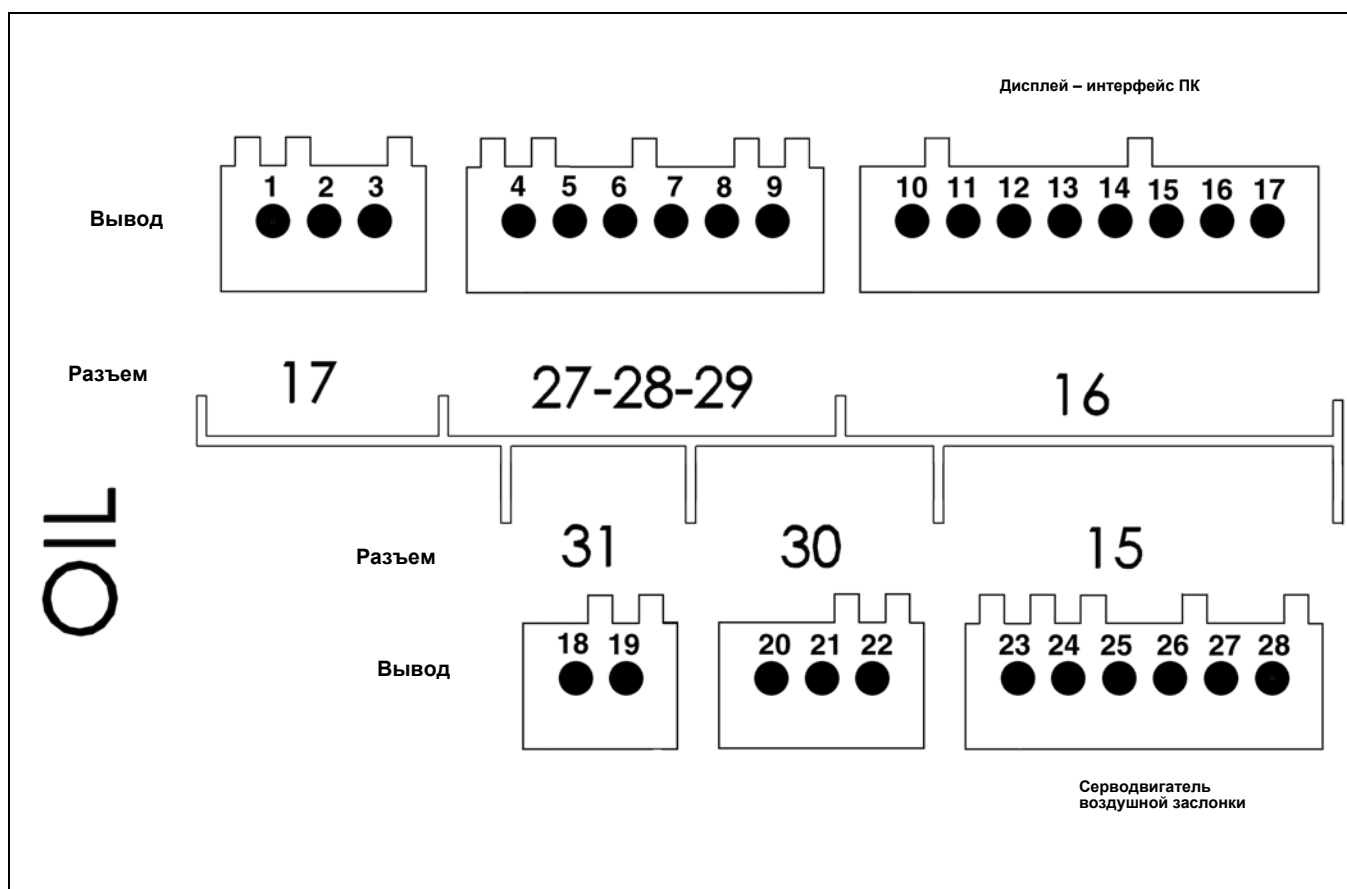 Дисплей – интерфейс ПК
1 2 3 4 5 6 7 8 9 10 11 12 13 14 15 16 17
Вывод
Разъем 17 27-28-29 16
OIL
Разъем 31 30 15
18 19 20 21 22 23 24 25 26 27 28
Вывод
Серводвигатель
воздушной заслонки